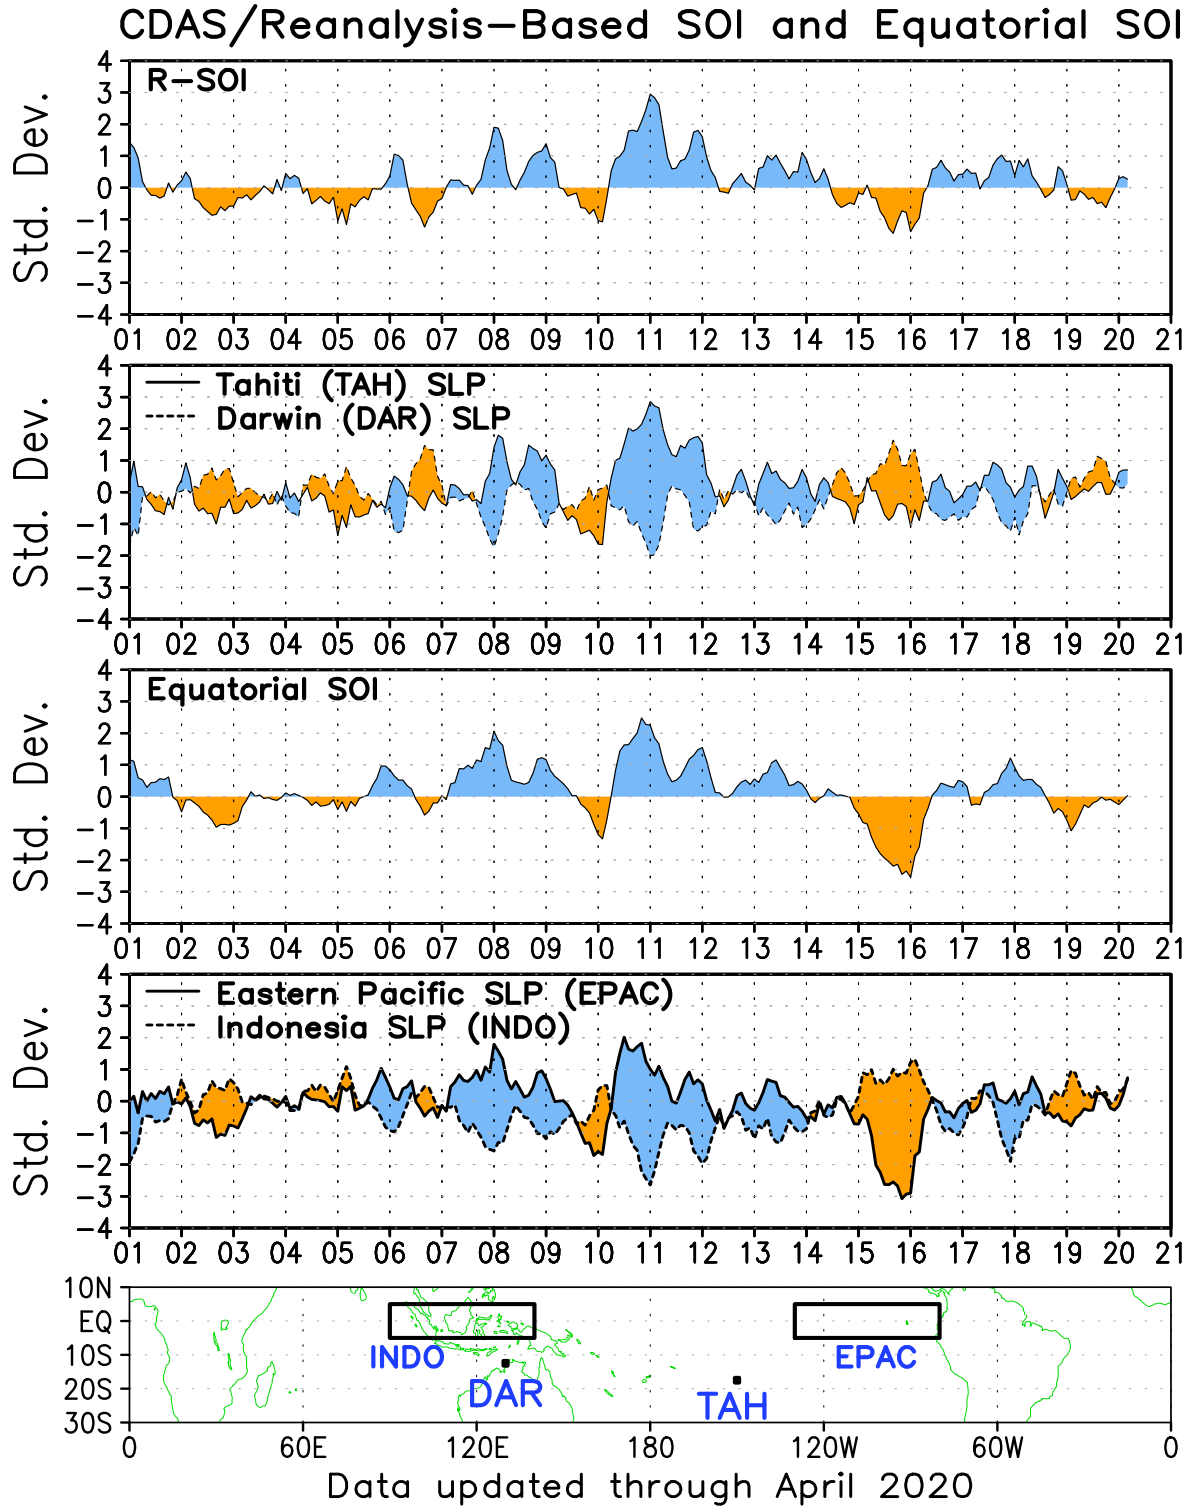 CDAS/Reanalysis-Based SOI and Equatorial SOI
R-SOI
Std. Dev.
4
3
2
1
0
-1
-2
-3
-4
01 02 03 04 05 06 07 08 09 10 11 12 13 14 15 16 17 18 19 20 21
Tahiti (TAH) SLP
Darwin (DAR) SLP
Std. Dev.
4
3
2
1
0
-1
-2
-3
-4
01 02 03 04 05 06 07 08 09 10 11 12 13 14 15 16 17 18 19 20 21
Equatorial SOI
Std. Dev.
4
3
2
1
0
-1
-2
-3
-4
01 02 03 04 05 06 07 08 09 10 11 12 13 14 15 16 17 18 19 20 21
Eastern Pacific SLP (EPAC)
Indonesia SLP (INDO)
Std. Dev.
4
3
2
1
0
-1
-2
-3
-4
01 02 03 04 05 06 07 08 09 10 11 12 13 14 15 16 17 18 19 20 21
10N
EQ
10S
20S
30S
INDO
EPAC
DAR
TAH
0 60E 120E 180 120W 60W 0
Data updated through April 2020